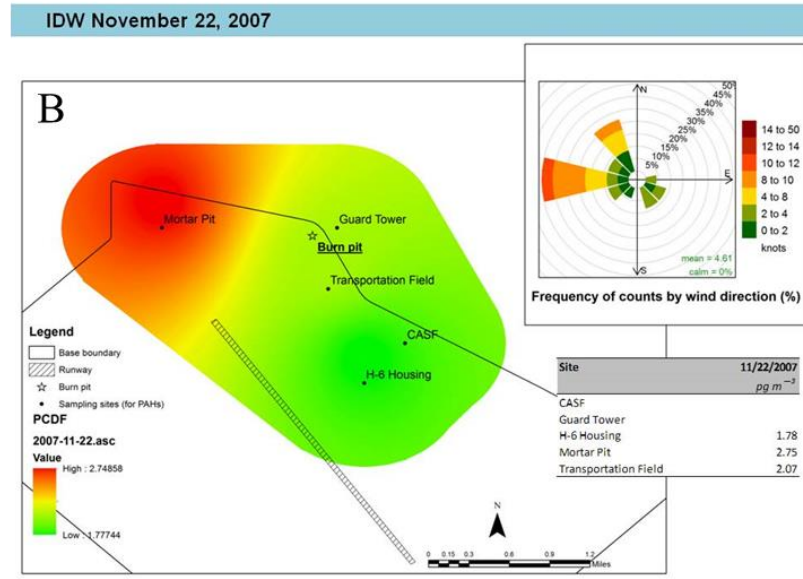 IDW November 22, 2007
B
Mortar Pit
Guard Tower
Burn pit
Transportation Field
CASF
H-6 Housing
N
50%
45%
40%
35%
30%
25%
20%
15%
10%
5%
E
S
mean = 4.61
calm = 0%
14 to 50
12 to 14
10 to 12
8 to 10
4 to 8
2 to 4
0 to 2
knots
Frequency of counts by wind direction (%)
Legend
Base boundary
Runway
Burn pit
Sampling sites (for PAHs)
PCDF
2007-11-22.asc
Value
High : 2.74858
Low : 1.77744
Site 11/22/2007
pg m⁻³
CASF
Guard Tower
H-6 Housing 1.78
Mortar Pit 2.75
Transportation Field 2.07
N
0 0.15 0.3 0.6 0.9 1.2
Miles